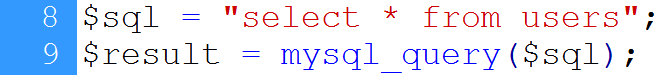 8 $sql = "select * from users";
9 $result = mysql_query($sql);